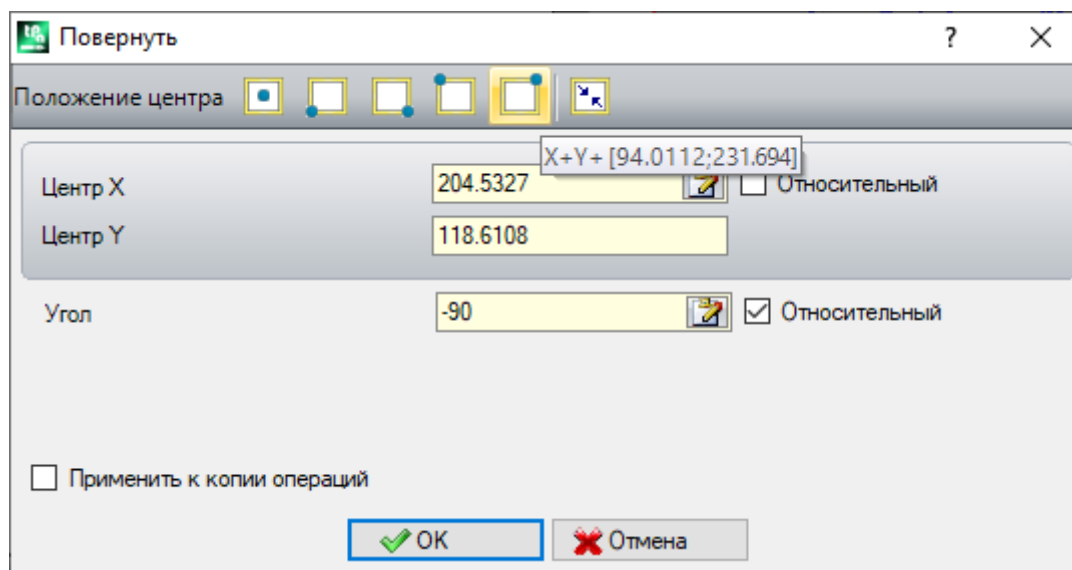 Повернуть ?
Положение центра
X+Y+ [94.0112;231.694]
Центр X 204.5327 Относительный
Центр Y 118.6108
Угол -90 Относительный
Применить к копии операций
OK Отмена